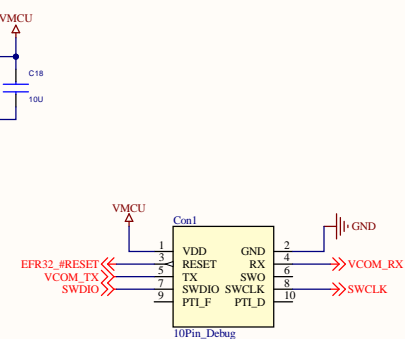 VMCU
C18
10U
VMCU
Con1
GND
1 VDD GND 2
EFR32_#RESET 3 RESET RX 4 VCOM_RX
VCOM_TX 5 TX SWO 6
SWDIO 7 SWDIO SWCLK 8 SWCLK
9 PTI_F PTI_D 10
10Pin_Debug